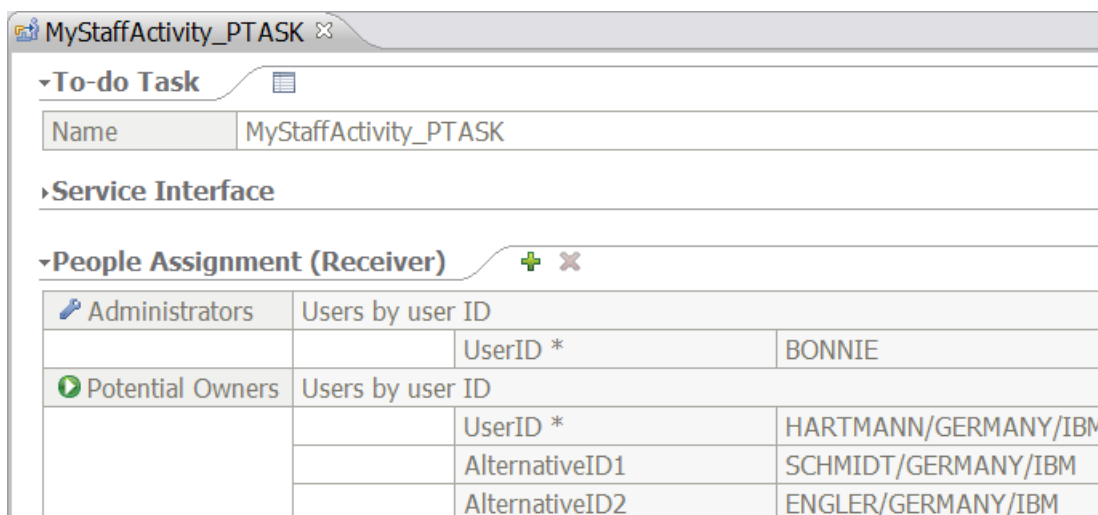 MyStaffActivity_PTASK
To-do Task
Name MyStaffActivity_PTASK
Service Interface
People Assignment (Receiver)
Administrators Users by user ID
UserID * BONNIE
Potential Owners Users by user ID
UserID * HARTMANN/GERMANY/IBM
AlternativeID1 SCHMIDT/GERMANY/IBM
AlternativeID2 ENGLER/GERMANY/IBM